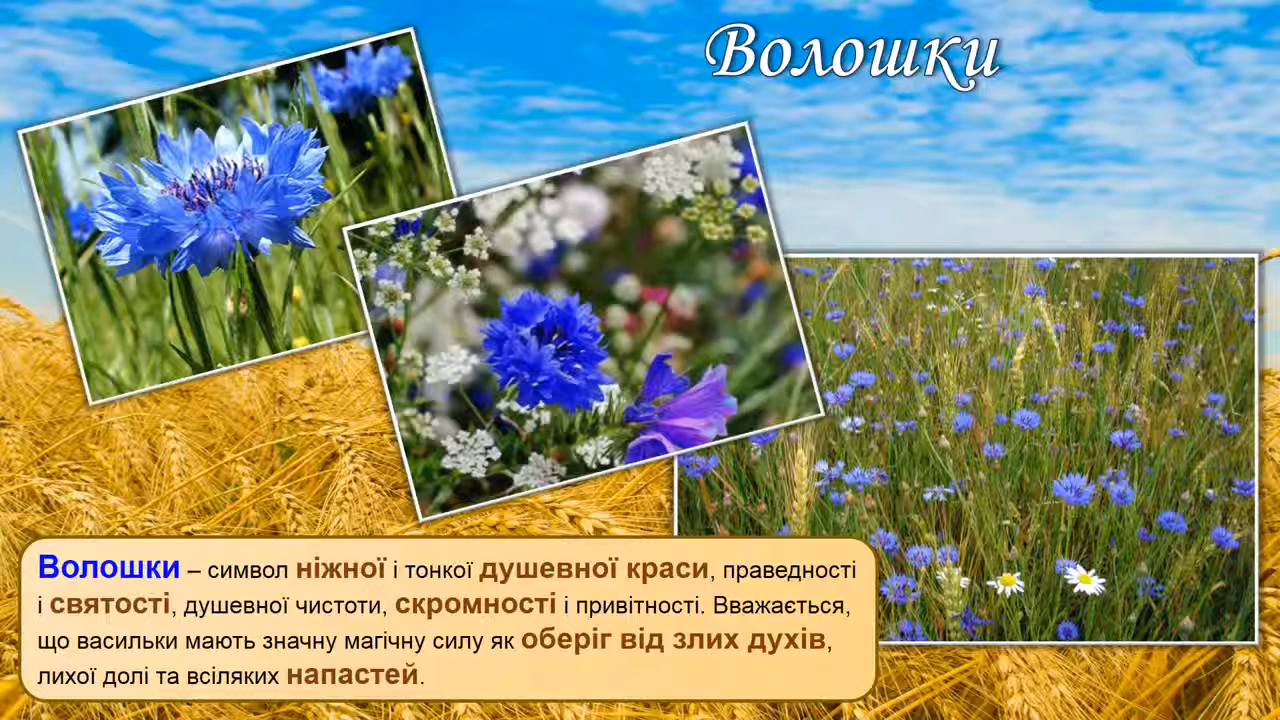 Волошки
Волошки – символ ніжної і тонкої душевної краси, праведності
і святості, душевної чистоти, скромності і привітності. Вважається,
що васильки мають значну магічну силу як оберіг від злих духів,
лихої долі та всіляких напастей.